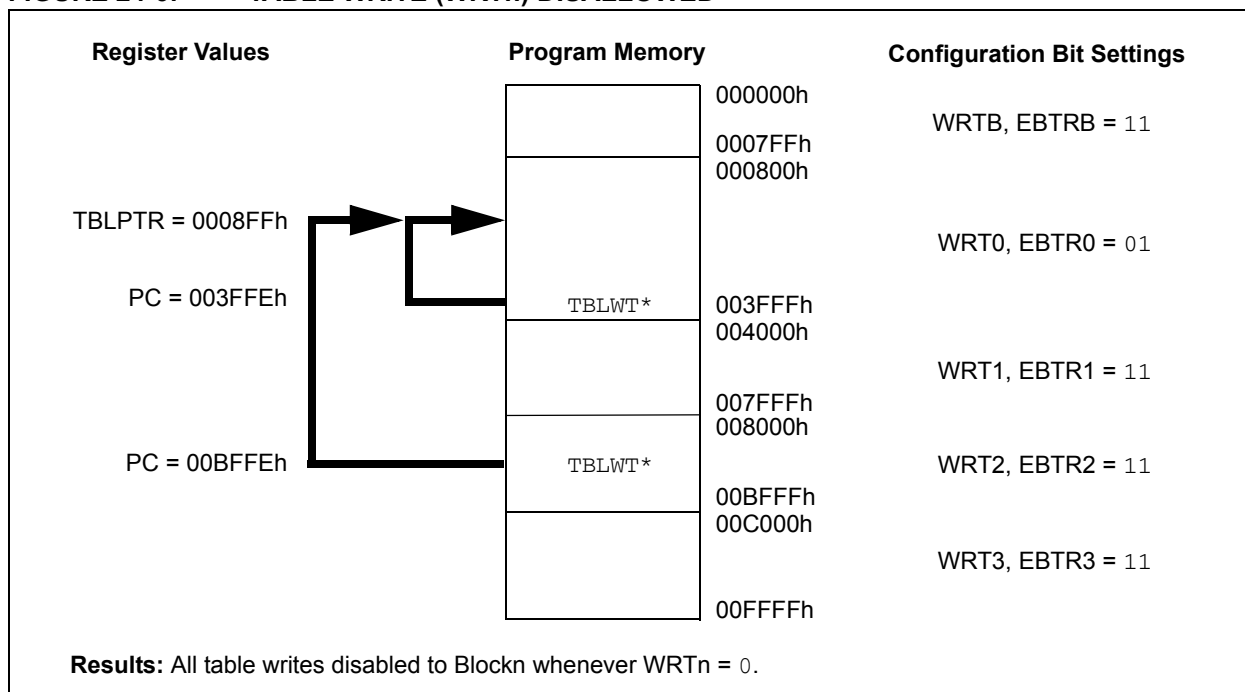 Register Values Program Memory Configuration Bit Settings
000000h
WRTB, EBTRB = 11
0007FFh
000800h
TBLPTR = 0008FFh
WRT0, EBTR0 = 01
PC = 003FFEh
TBLWT*
003FFFh
004000h
WRT1, EBTR1 = 11
007FFFh
008000h
PC = 00BFFEh
TBLWT*
WRT2, EBTR2 = 11
00BFFFh
00C000h
WRT3, EBTR3 = 11
00FFFFh
Results: All table writes disabled to Blockn whenever WRTn = 0.